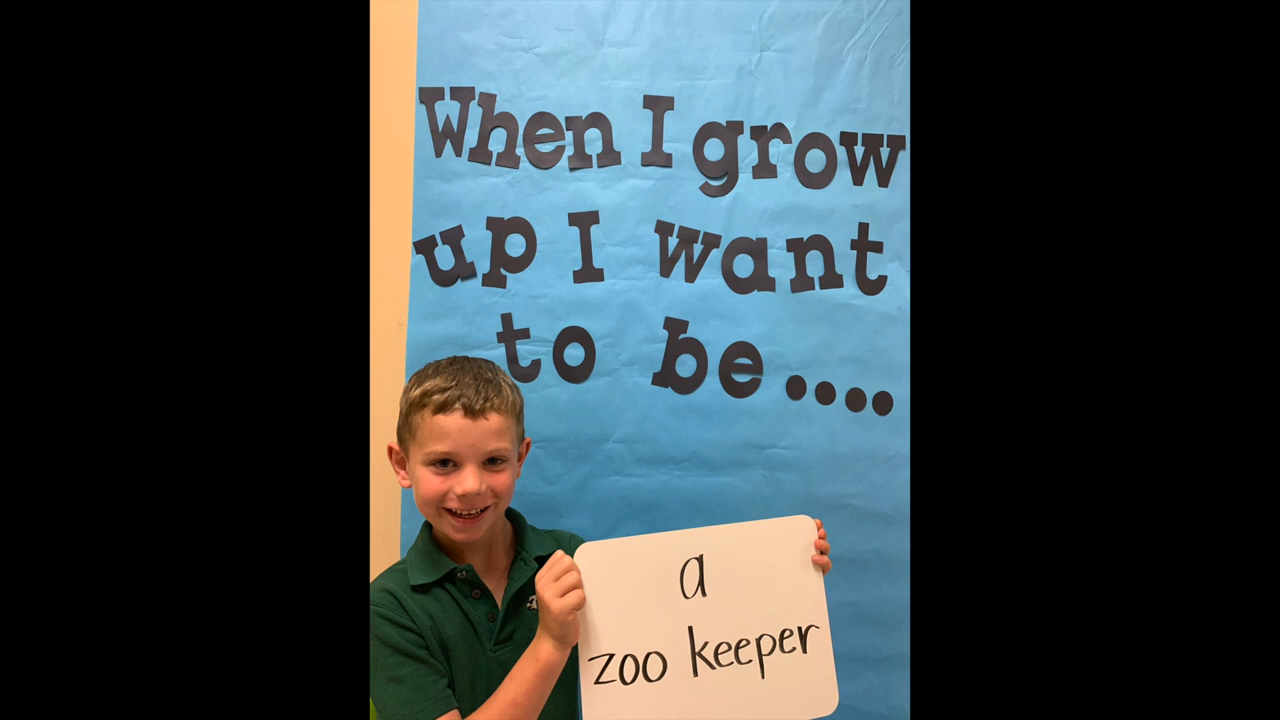 When I grow
up I want
to be....
a
zoo keeper